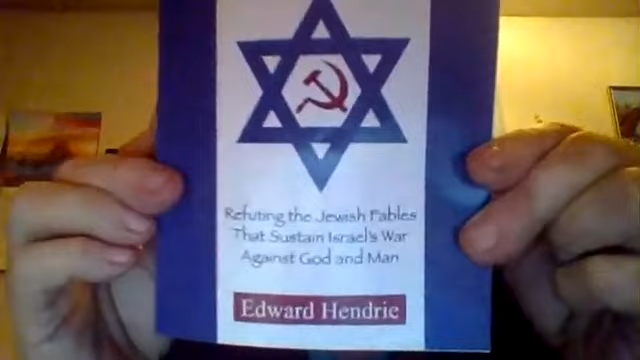 Refuting the Jewish Fables
That Sustain Israel's War
Against God and Man
Edward Hendrie